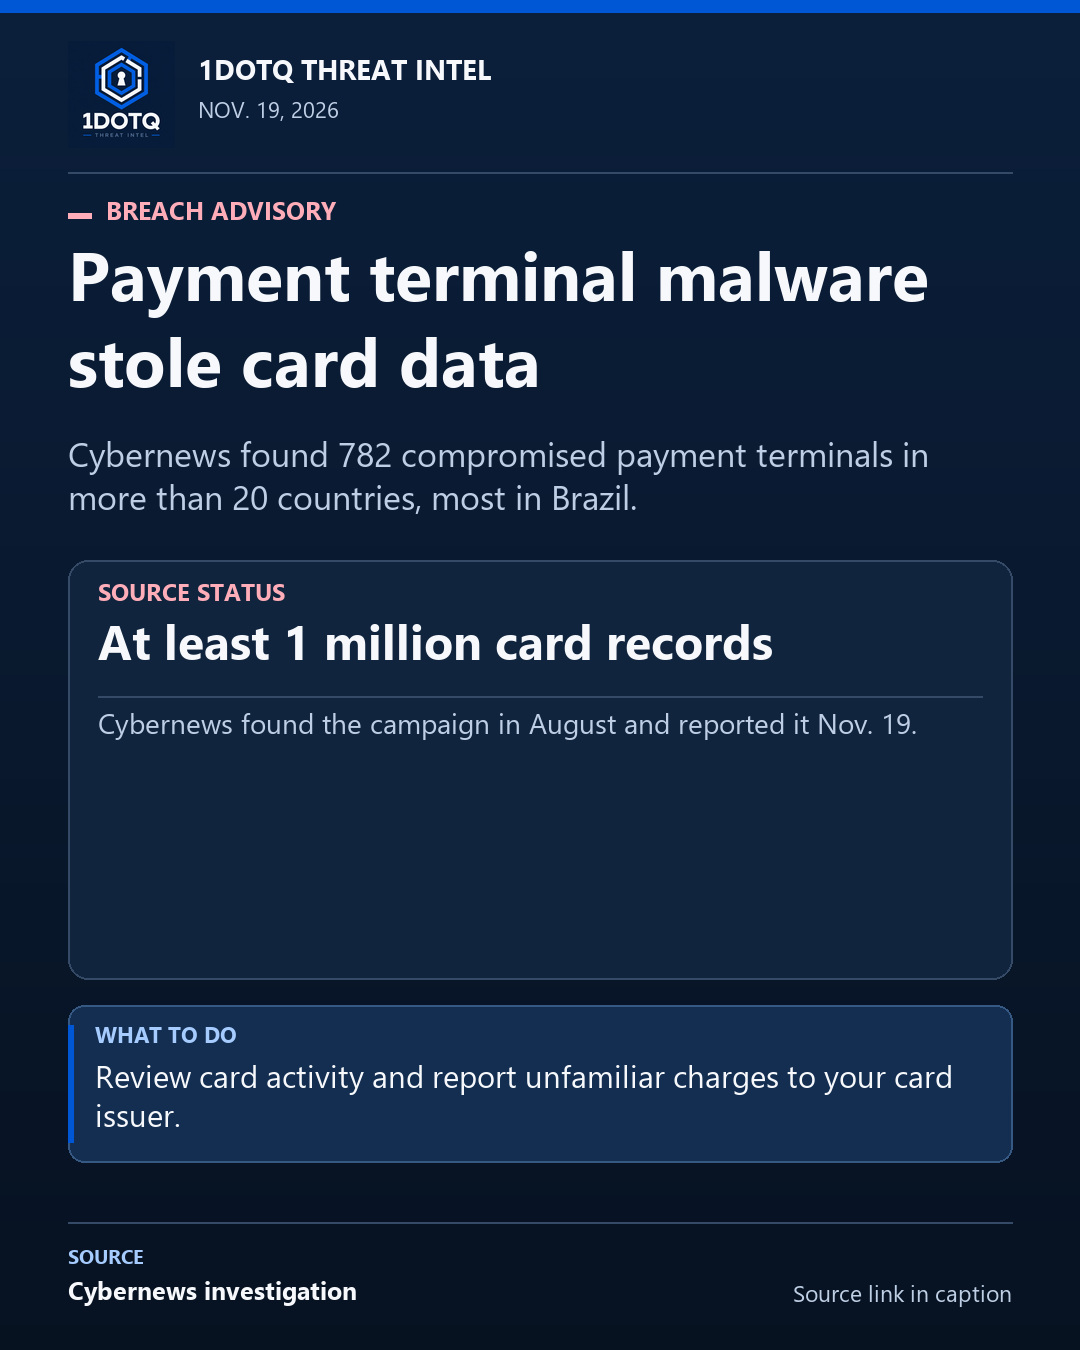 1DOTQ
THREAT INTEL
1DOTQ THREAT INTEL
NOV. 19, 2026
BREACH ADVISORY
Payment terminal malware
stole card data
Cybernews found 782 compromised payment terminals in
more than 20 countries, most in Brazil.
SOURCE STATUS
At least 1 million card records
Cybernews found the campaign in August and reported it Nov. 19.
WHAT TO DO
Review card activity and report unfamiliar charges to your card
issuer.
SOURCE
Cybernews investigation
Source link in caption